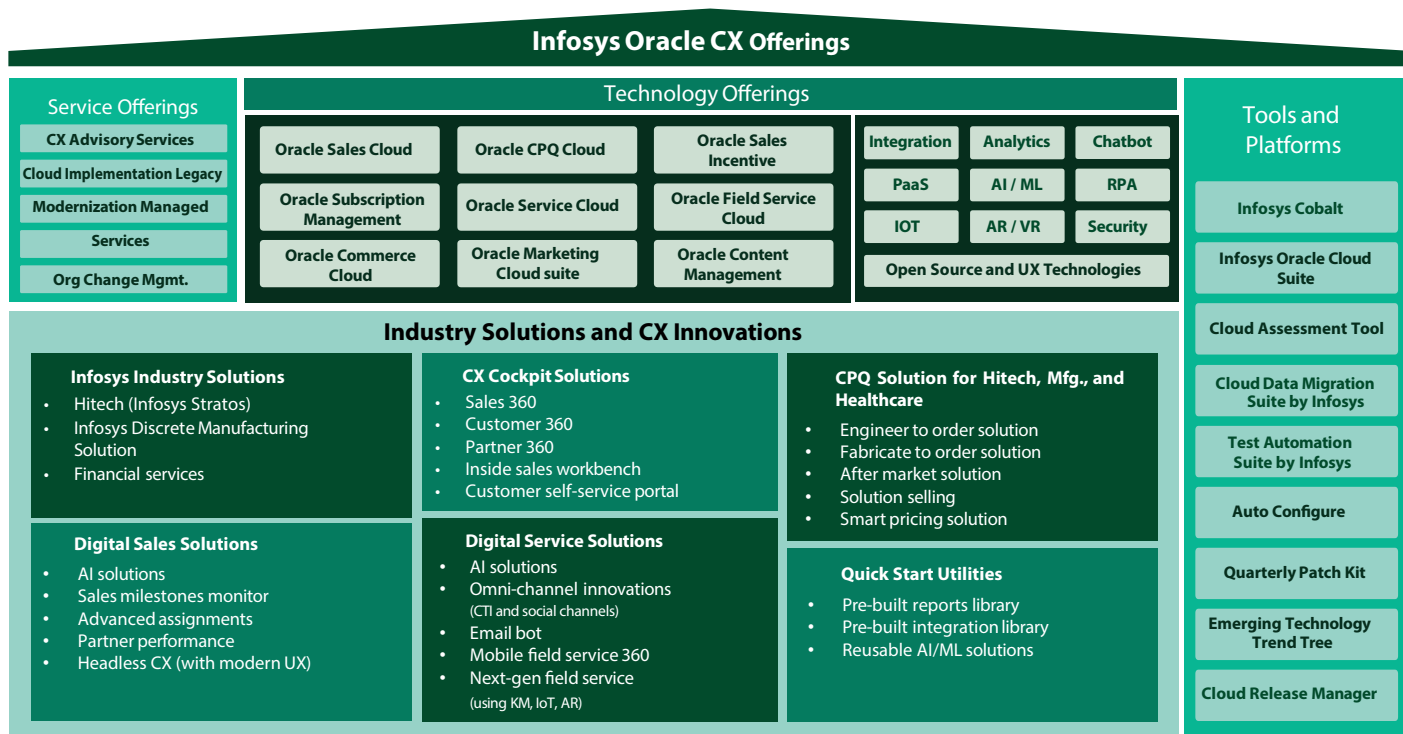 Infosys Oracle CX Offerings
Service Offerings
CX Advisory Services
Cloud Implementation Legacy
Modernization Managed
Services
Org Change Mgmt.
Technology Offerings
Oracle Sales Cloud
Oracle CPQ Cloud
Oracle Sales
Incentive
Oracle Subscription
Management
Oracle Service Cloud
Oracle Field Service
Cloud
Oracle Commerce
Cloud
Oracle Marketing
Cloud suite
Oracle Content
Management
Integration
Analytics
Chatbot
PaaS
AI / ML
RPA
IOT
AR / VR
Security
Open Source and UX Technologies
Industry Solutions and CX Innovations
Infosys Industry Solutions
• Hitech (Infosys Stratos)
• Infosys Discrete Manufacturing
Solution
• Financial services
CX Cockpit Solutions
• Sales 360
• Customer 360
• Partner 360
• Inside sales workbench
• Customer self-service portal
CPQ Solution for Hitech, Mfg., and
Healthcare
• Engineer to order solution
• Fabricate to order solution
• After market solution
• Solution selling
• Smart pricing solution
Digital Sales Solutions
• AI solutions
• Sales milestones monitor
• Advanced assignments
• Partner performance
• Headless CX (with modern UX)
Digital Service Solutions
• AI solutions
• Omni-channel innovations
(CTI and social channels)
• Email bot
• Mobile field service 360
• Next-gen field service
(using KM, IoT, AR)
Quick Start Utilities
• Pre-built reports library
• Pre-built integration library
• Reusable AI/ML solutions
Tools and
Platforms
Infosys Cobalt
Infosys Oracle Cloud
Suite
Cloud Assessment Tool
Cloud Data Migration
Suite by Infosys
Test Automation
Suite by Infosys
Auto Configure
Quarterly Patch Kit
Emerging Technology
Trend Tree
Cloud Release Manager